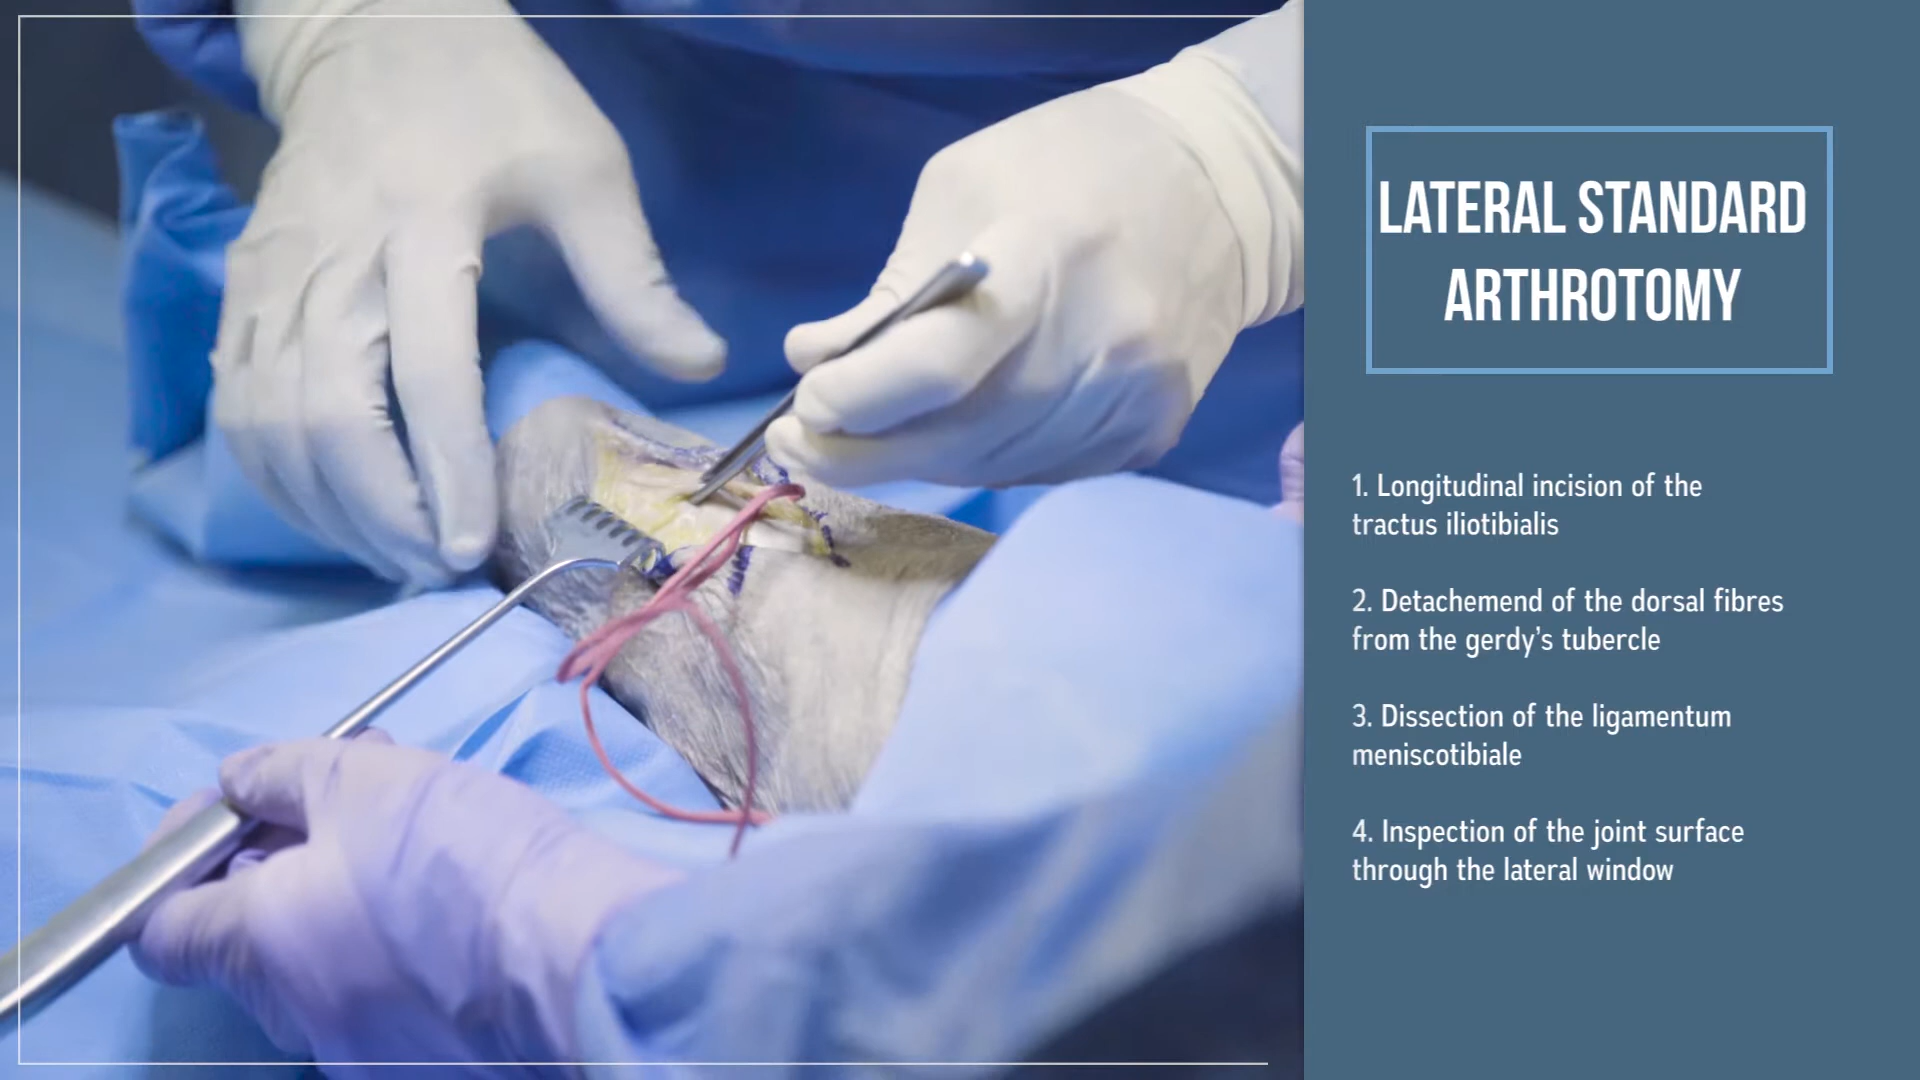 LATERAL STANDARD
ARTHROTOMY
1. Longitudinal incision of the
tractus iliotibialis
2. Detachemend of the dorsal fibres
from the gerdy's tubercle
3. Dissection of the ligamentum
meniscotibiale
4. Inspection of the joint surface
through the lateral window